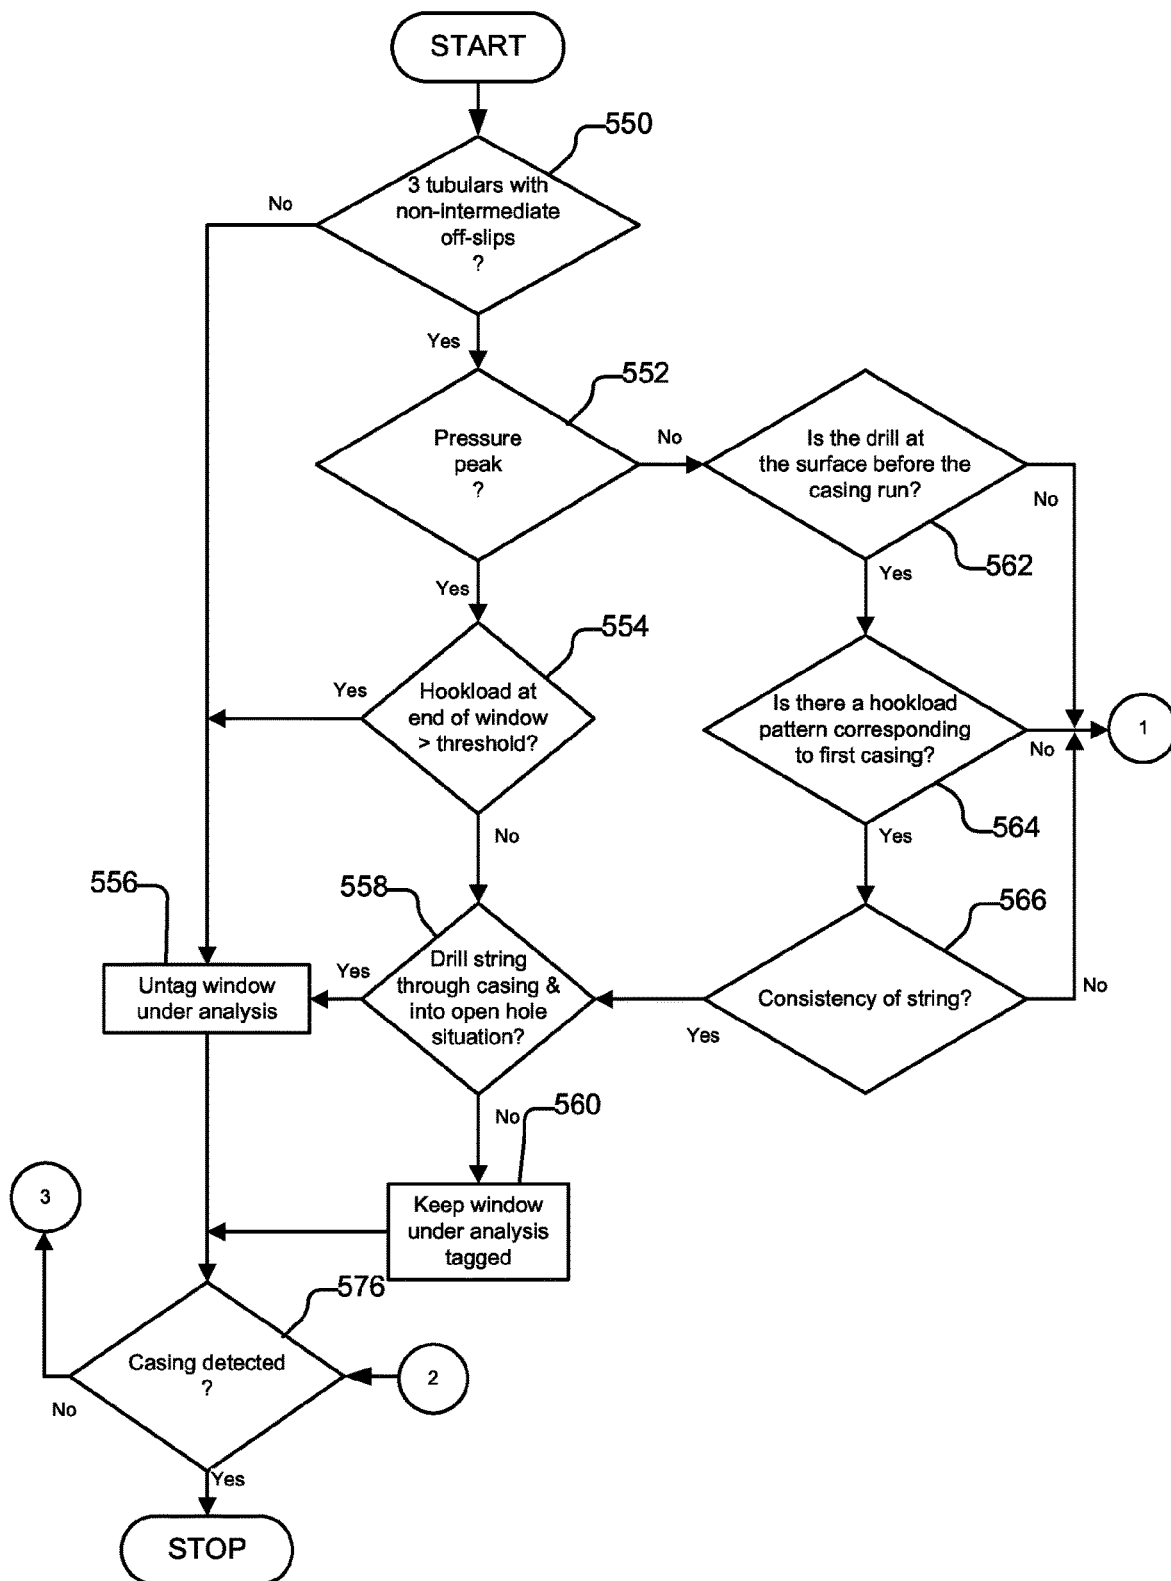 START
550
3 tubulars with
non-intermediate
off-slips
?
No
Yes
552
Pressure
peak
?
No
Is the drill at
the surface before the
casing run?
No
562
Yes
Yes
554
Hookload at
end of window
> threshold?
Yes
No
Is there a hookload
pattern corresponding
to first casing?
No
1
564
Yes
556
Untag window
under analysis
558
Drill string
through casing &
into open hole
situation?
Yes
566
Consistency of string?
No
Yes
No
560
Keep window
under analysis
tagged
3
576
Casing detected
?
2
No
Yes
STOP